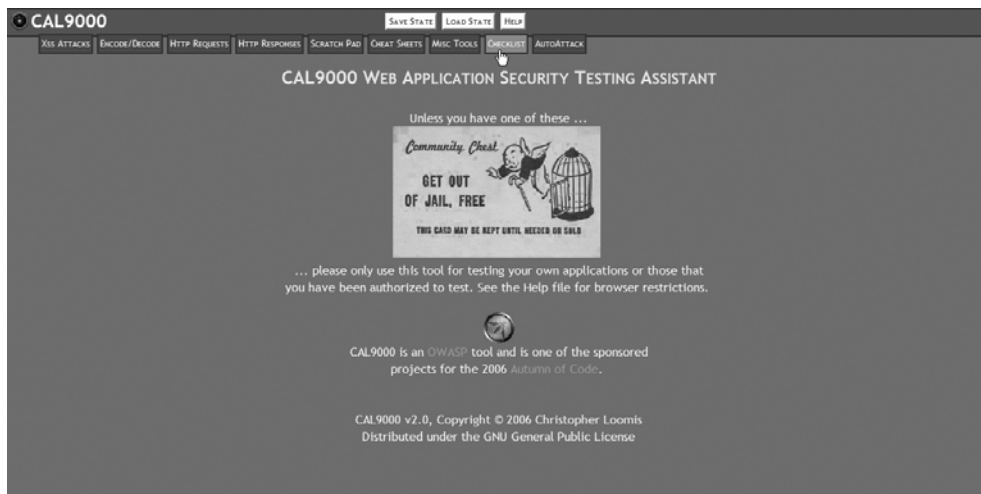 CAL9000
SAVE STATE
LOAD STATE
HELP
XSS ATTACKS
ENCODE/DECODE
HTTP REQUESTS
HTTP RESPONSES
SCRATCH PAD
CHEAT SHEETS
MISC TOOLS
CHECKLIST
AUTOATTACK
CAL9000 WEB APPLICATION SECURITY TESTING ASSISTANT
Unless you have one of these ...
Community Chest
GET OUT
OF JAIL, FREE
THIS CARD MAY BE KEPT UNTIL NEEDED OR SOLD
... please only use this tool for testing your own applications or those that
you have been authorized to test. See the Help file for browser restrictions.
CAL9000 is an OWASP tool and is one of the sponsored
projects for the 2006 Autumn of Code.
CAL9000 v2.0, Copyright © 2006 Christopher Loomis
Distributed under the GNU General Public License